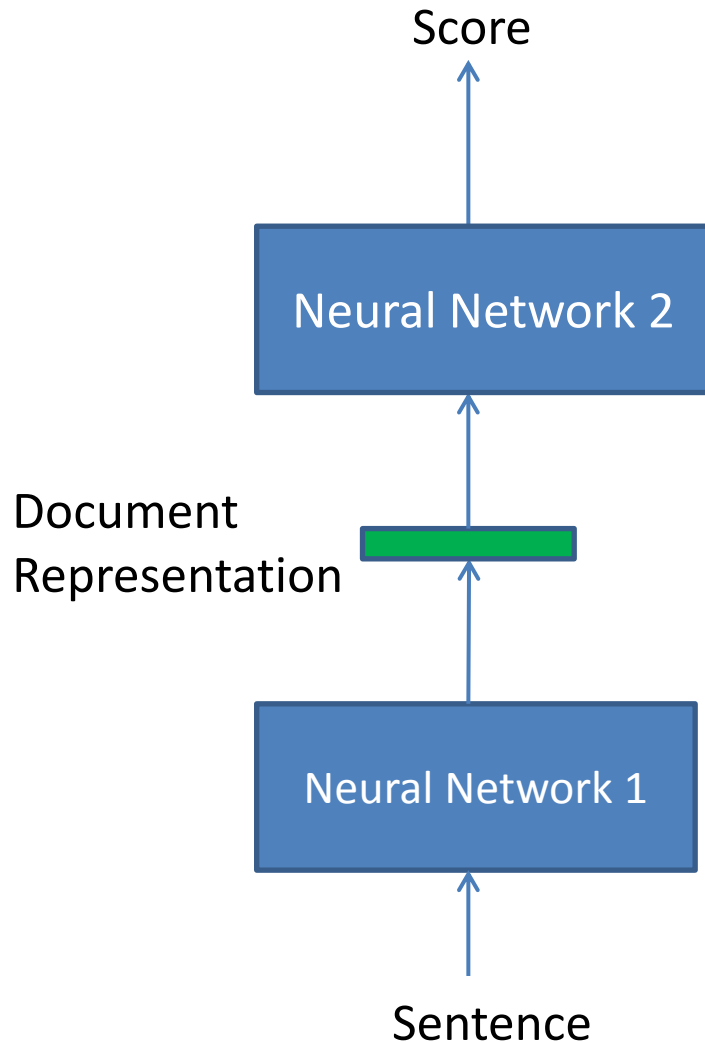 Score
Neural Network 2
Document
Representation
Neural Network 1
Sentence